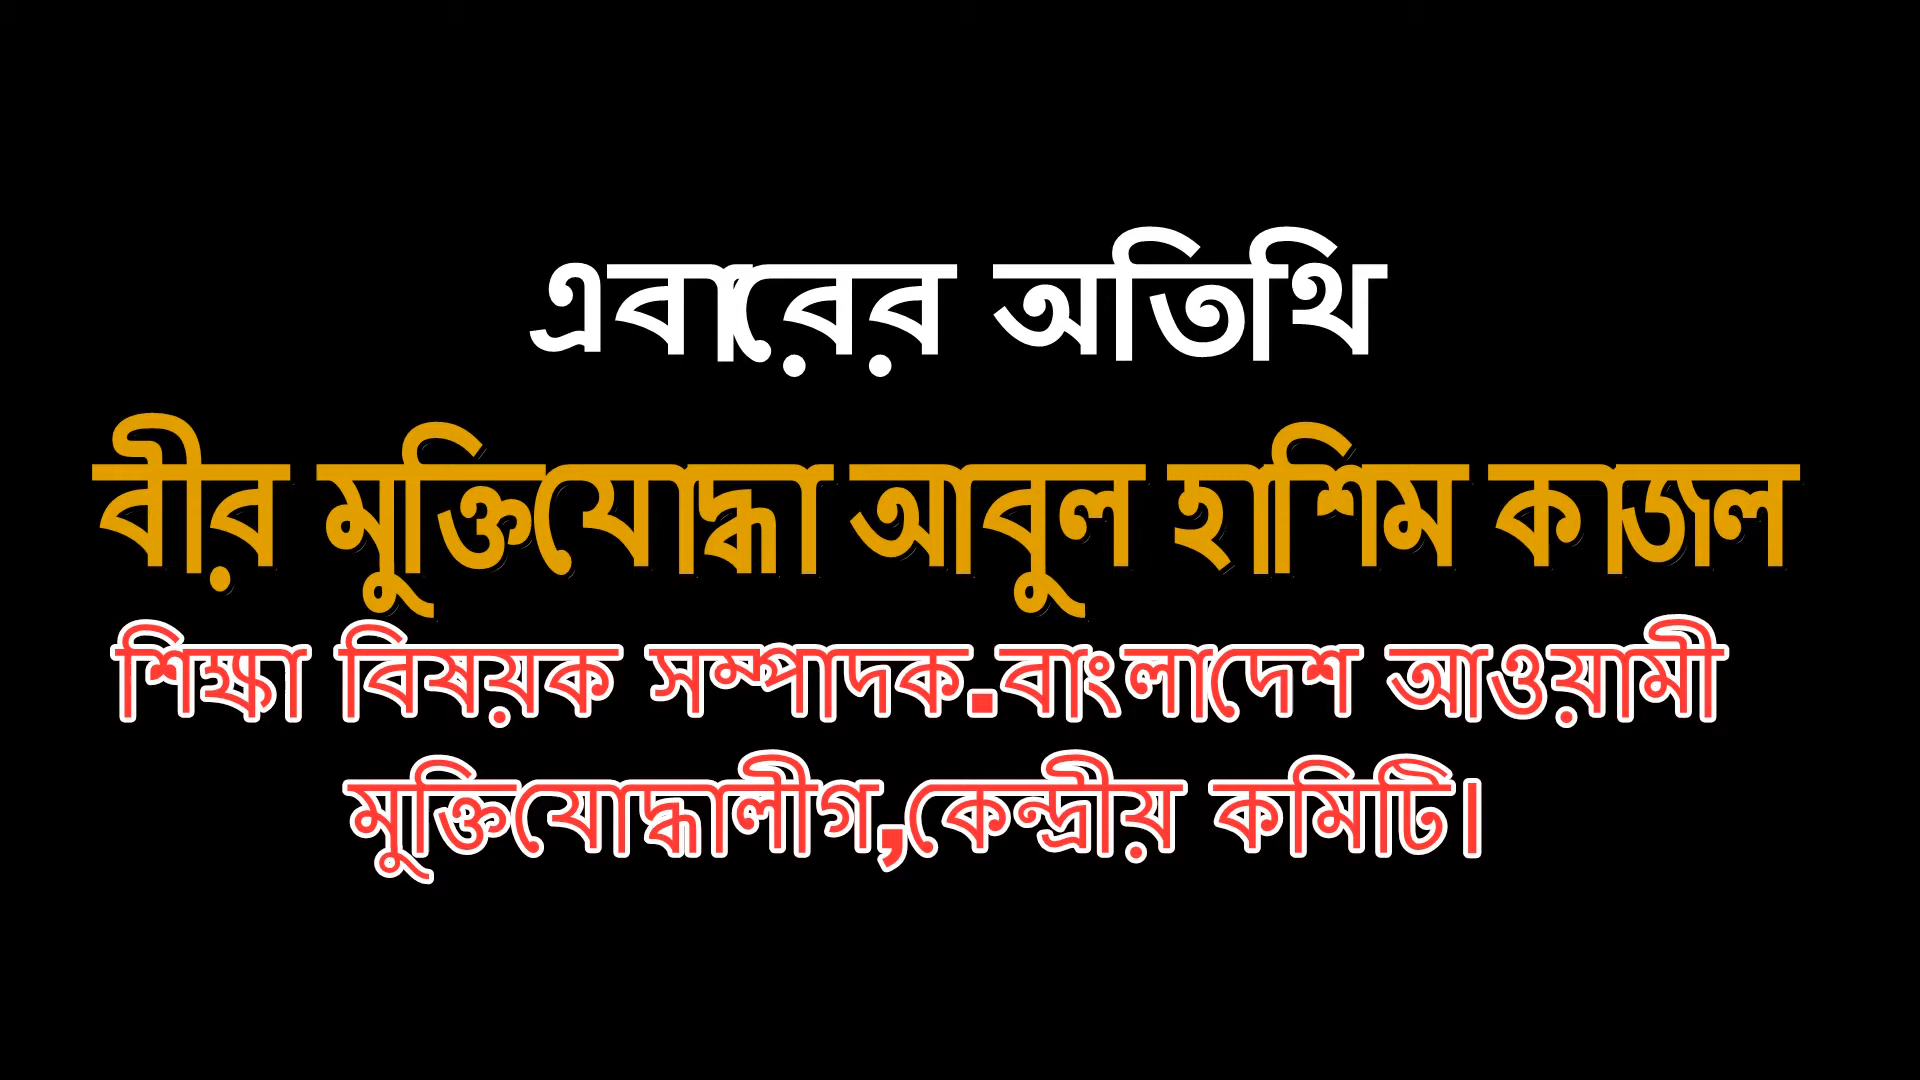 এবারের অতিথি
বীর মুক্তিযোদ্ধা আবুল হাশিম কাজল
শিক্ষা বিষয়ক সম্পাদক.বাংলাদেশ আওয়ামী
মুক্তিযোদ্ধালীগ,কেন্দ্রীয় কমিটি।